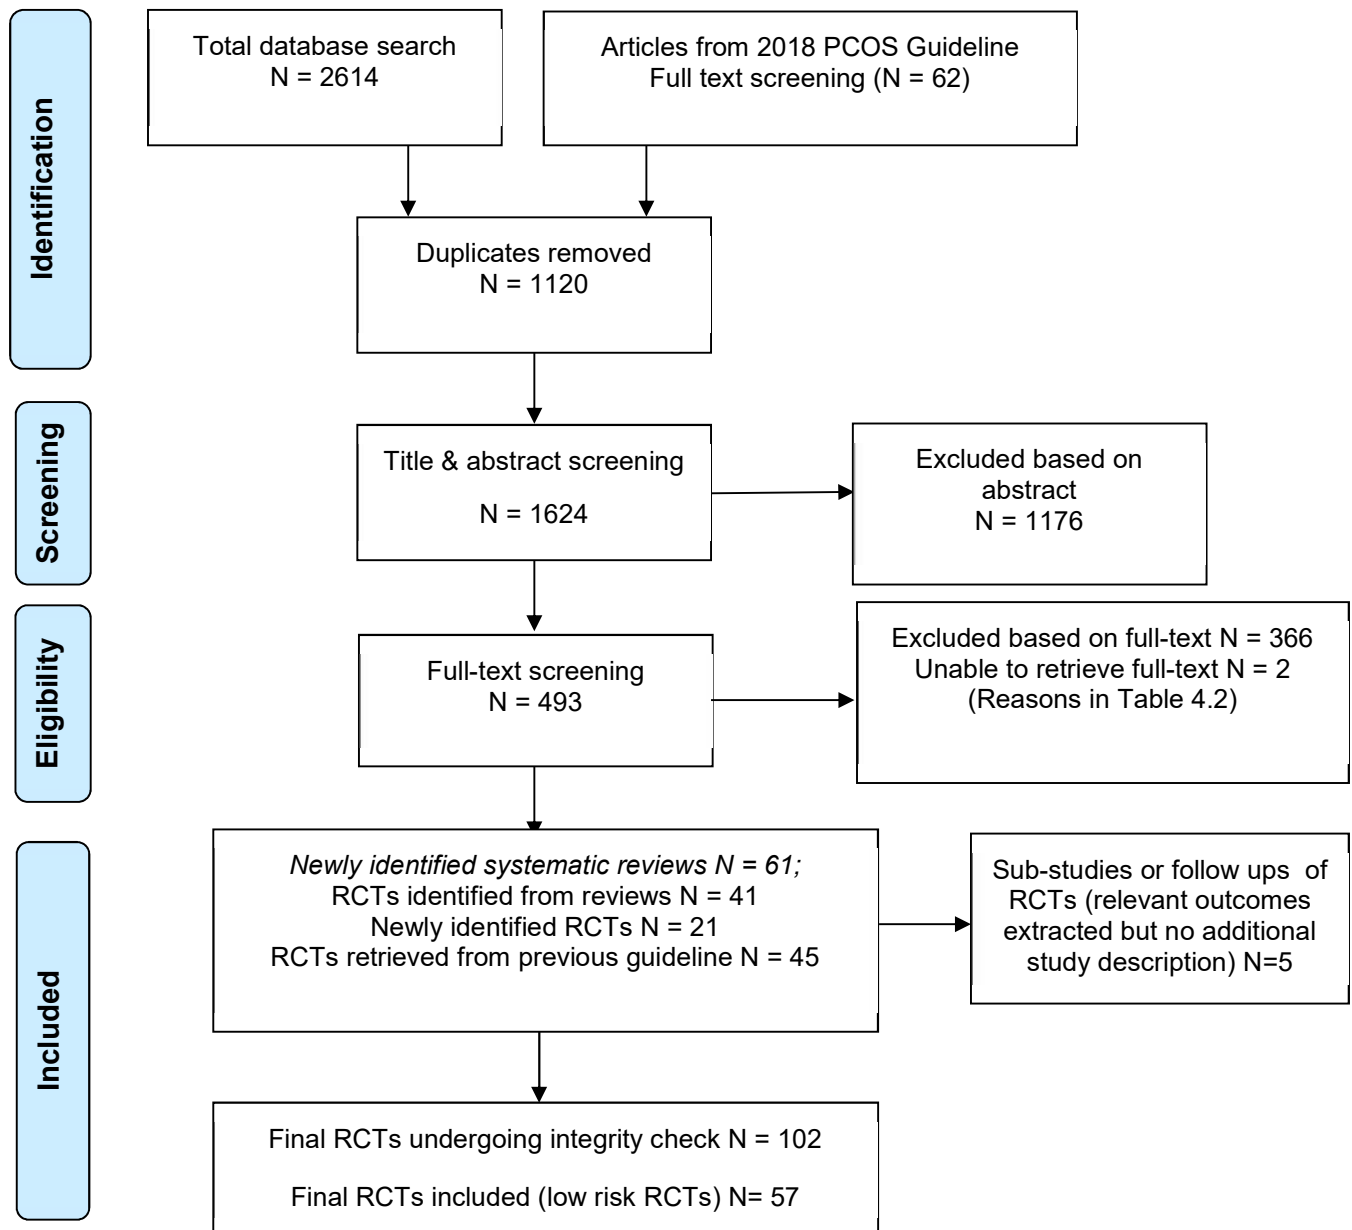 Identification
Total database search
N = 2614
Articles from 2018 PCOS Guideline
Full text screening (N = 62)
Duplicates removed
N = 1120
Screening
Title & abstract screening
N = 1624
Excluded based on
abstract
N = 1176
Eligibility
Full-text screening
N = 493
Excluded based on full-text N = 366
Unable to retrieve full-text N = 2
(Reasons in Table 4.2)
Included
Newly identified systematic reviews N = 61;
RCTs identified from reviews N = 41
Newly identified RCTs N = 21
RCTs retrieved from previous guideline N = 45
Sub-studies or follow ups of
RCTs (relevant outcomes
extracted but no additional
study description) N=5
Final RCTs undergoing integrity check N = 102
Final RCTs included (low risk RCTs) N= 57